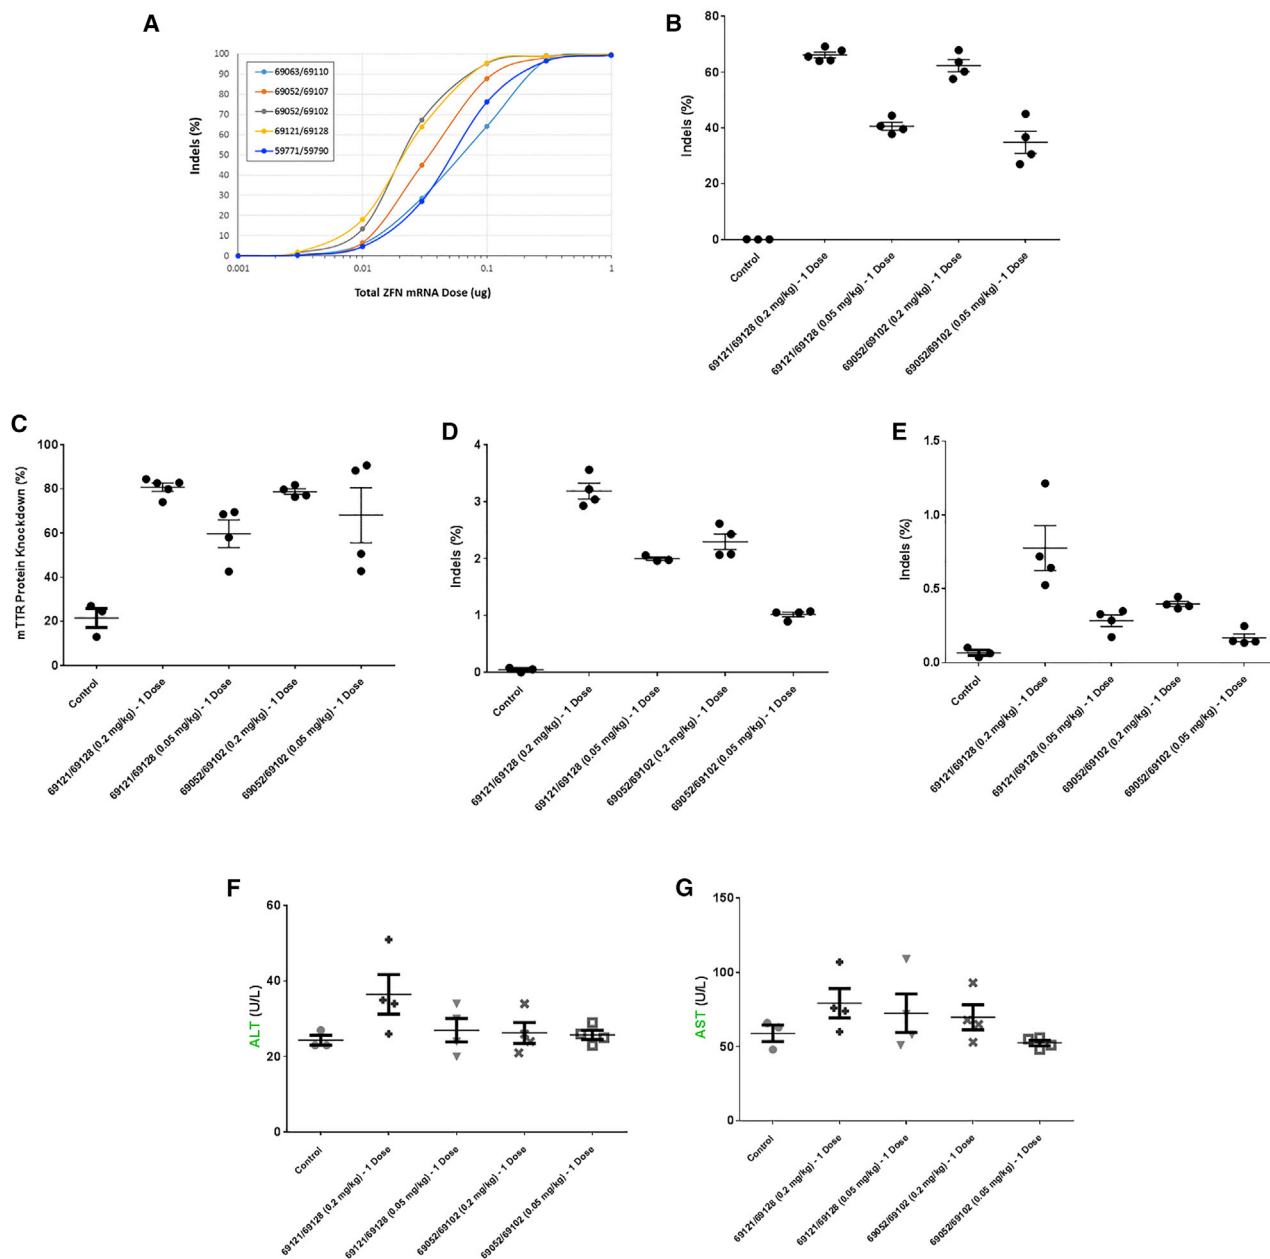 A
100
90
80
70
60
50
40
30
20
10
0
Indels (%)
69063/69110
69052/69107
69052/69102
69121/69128
59771/59790
0.001
0.01
0.1
1
Total ZFN mRNA Dose (ug)
B
80
60
40
20
0
Indels (%)
Control
69121/69128 (0.2 mg/kg) - 1 Dose
69121/69128 (0.05 mg/kg) - 1 Dose
69052/69102 (0.2 mg/kg) - 1 Dose
69052/69102 (0.05 mg/kg) - 1 Dose
C
100
80
60
40
20
0
mTTR Protein Knockdown (%)
Control
69121/69128 (0.2 mg/kg) - 1 Dose
69121/69128 (0.05 mg/kg) - 1 Dose
69052/69102 (0.2 mg/kg) - 1 Dose
69052/69102 (0.05 mg/kg) - 1 Dose
D
4
3
2
1
0
Indels (%)
Control
69121/69128 (0.2 mg/kg) - 1 Dose
69121/69128 (0.05 mg/kg) - 1 Dose
69052/69102 (0.2 mg/kg) - 1 Dose
69052/69102 (0.05 mg/kg) - 1 Dose
E
1.5
1.0
0.5
0.0
Indels (%)
Control
69121/69128 (0.2 mg/kg) - 1 Dose
69121/69128 (0.05 mg/kg) - 1 Dose
69052/69102 (0.2 mg/kg) - 1 Dose
69052/69102 (0.05 mg/kg) - 1 Dose
F
60
40
20
0
ALT (U/L)
Control
69121/69128 (0.2 mg/kg) - 1 Dose
69121/69128 (0.05 mg/kg) - 1 Dose
69052/69102 (0.2 mg/kg) - 1 Dose
69052/69102 (0.05 mg/kg) - 1 Dose
G
150
100
50
0
AST (U/L)
Control
69121/69128 (0.2 mg/kg) - 1 Dose
69121/69128 (0.05 mg/kg) - 1 Dose
69052/69102 (0.2 mg/kg) - 1 Dose
69052/69102 (0.05 mg/kg) - 1 Dose